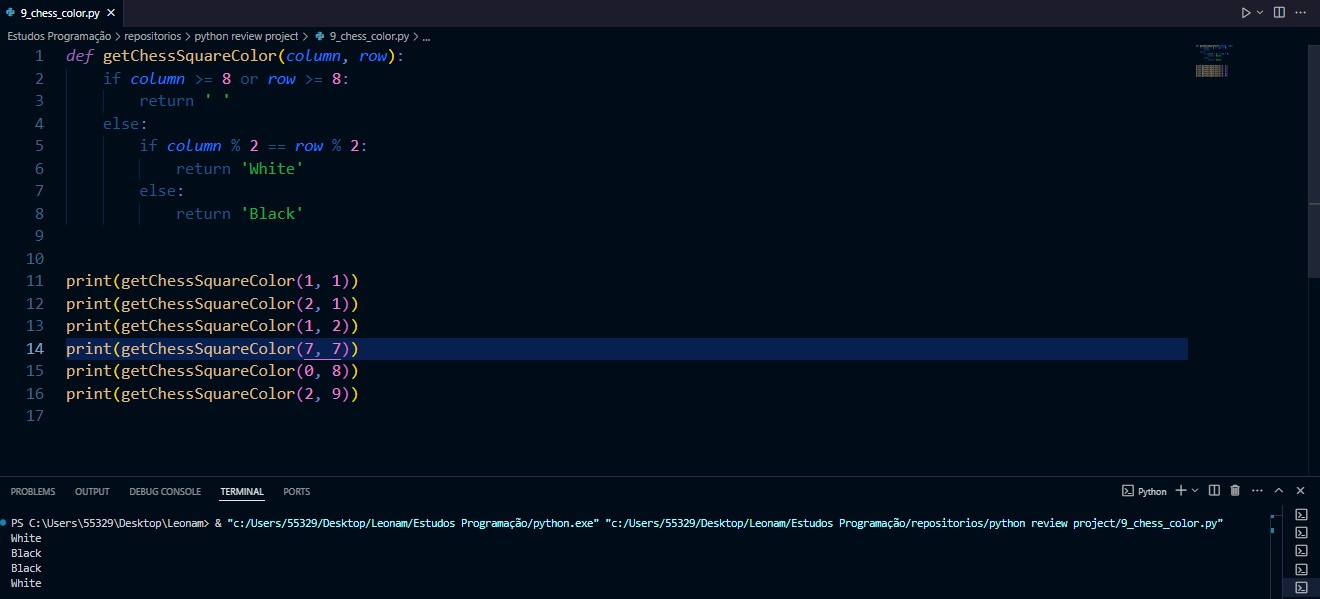 9_chess_color.py
Estudos Programação > repositorios > python review project > 9_chess_color.py > ...
1 def getChessSquareColor(column, row):
2     if column >= 8 or row >= 8:
3         return ' '
4     else:
5         if column % 2 == row % 2:
6             return 'White'
7         else:
8             return 'Black'
9
10
11 print(getChessSquareColor(1, 1))
12 print(getChessSquareColor(2, 1))
13 print(getChessSquareColor(1, 2))
14 print(getChessSquareColor(7, 7))
15 print(getChessSquareColor(0, 8))
16 print(getChessSquareColor(2, 9))
17
PROBLEMS OUTPUT DEBUG CONSOLE TERMINAL PORTS Python
PS C:\Users\55329\Desktop\Leonam> & "c:/Users/55329/Desktop/Leonam/Estudos Programação/python.exe" "c:/Users/55329/Desktop/Leonam/Estudos Programação/repositorios/python review project/9_chess_color.py"
White
Black
Black
White